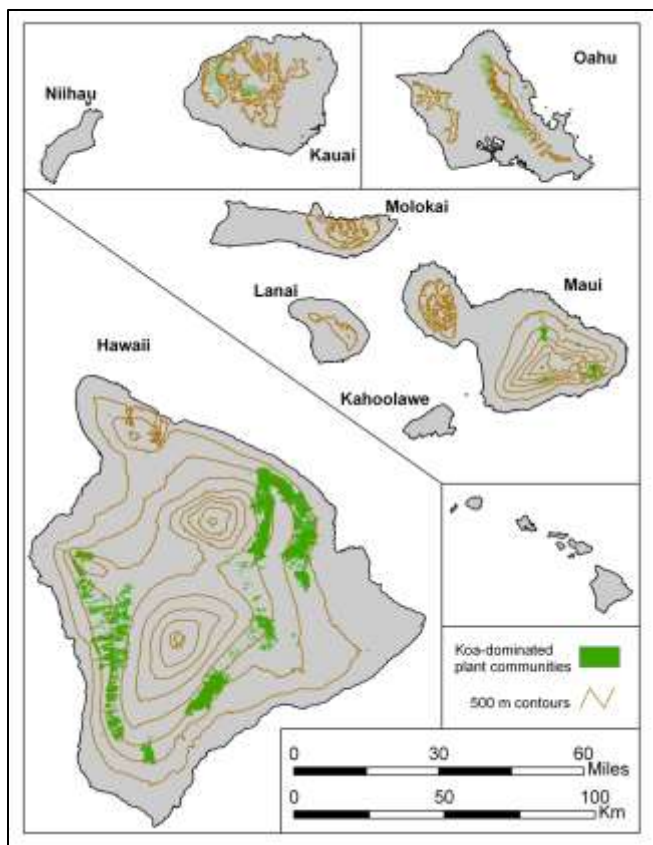 Niihau
Kauai
Oahu
Molokai
Lanai
Maui
Kahoolawe
Hawaii
Koa-dominated
plant communities
500 m contours
0 30 60
Miles
0 50 100
Km